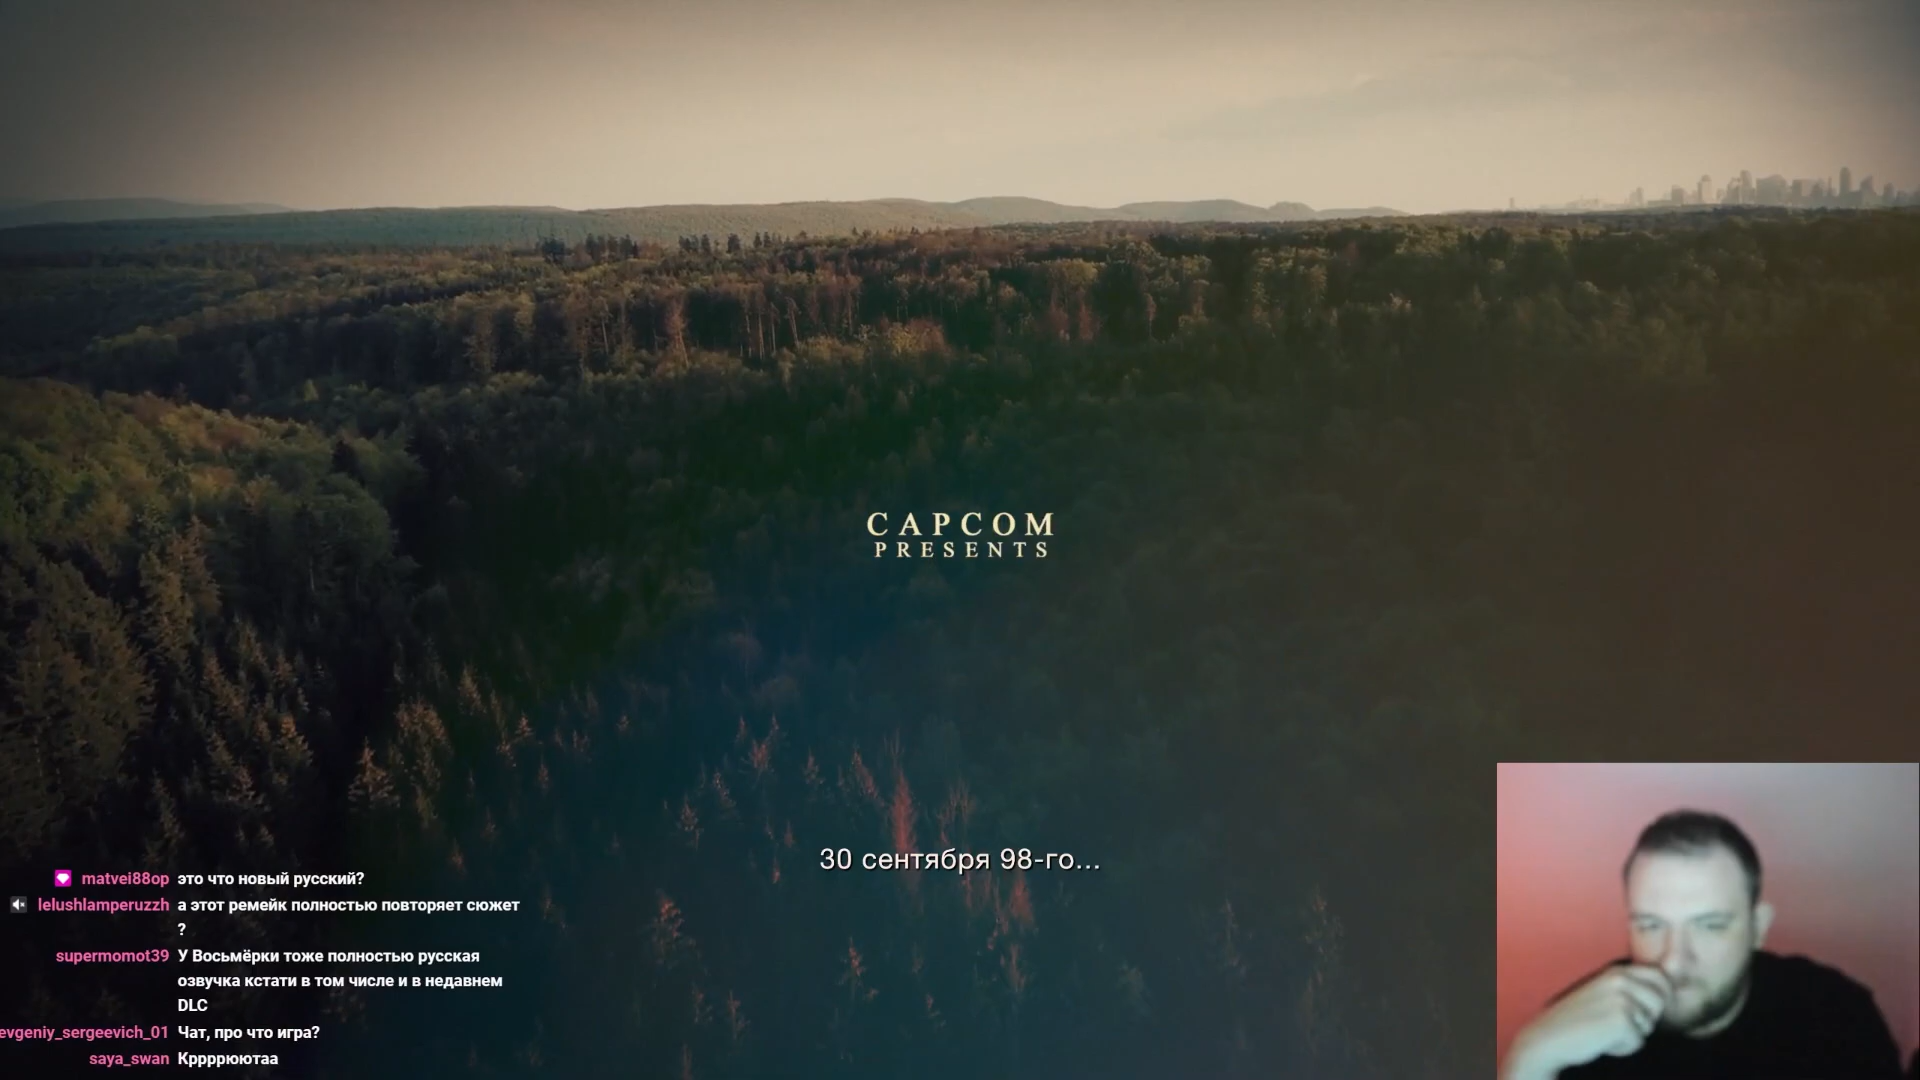 CAPCOM
PRESENTS
30 сентября 98-го...
matvei88op это что новый русский?
lelushlamperuzzh а этот ремейк полностью повторяет сюжет
?
supermomot39 У Восьмёрки тоже полностью русская
озвучка кстати в том числе и в недавнем
DLC
evgeniy_sergeevich_01 Чат, про что игра?
saya_swan Кррррюютаа